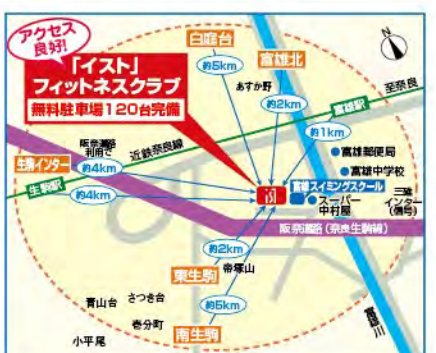 アクセス
良好!
「イスト」
フィットネスクラブ
無料駐車場120台完備
白庭台
約5km
富雄北
あすか野
約2km
N
至奈良
富雄駅
約1km
阪奈道路
利用で
近鉄奈良線
生駒インター
約4km
生駒駅
約4km
富雄郵便局
富雄中学校
富雄スイミングスクール
スーパー
中村屋
三碓
インター
(信号)
阪奈道路(奈良生駒線)
約2km
東生駒
帝塚山
約5km
南生駒
青山台
さつき台
壱分町
小平尾
富雄川